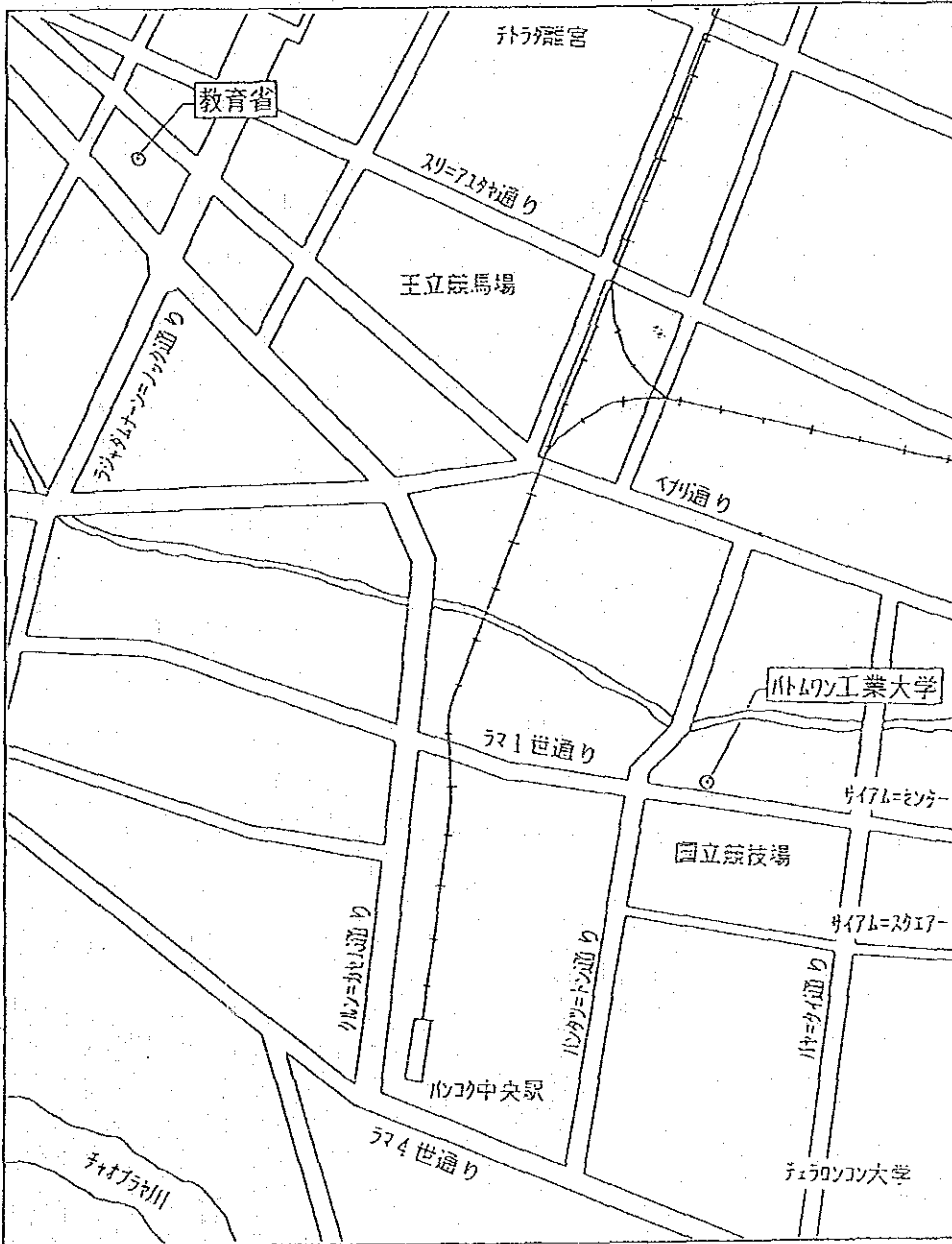 チトラダ離宮
教育省
スリ=アユタヤ通り
王立競馬場
ラジャダムナーン=ノック通り
イブリ通り
パトムワン工業大学
ラマ1世通り
サイアム=センター
国立競技場
サイアム=スクエアー
クルン=カセム通り
バンタツ=トン通り
パヤ=タイ通り
バンコク中央駅
ラマ4世通り
チャオプラヤ川
チュラロンコン大学